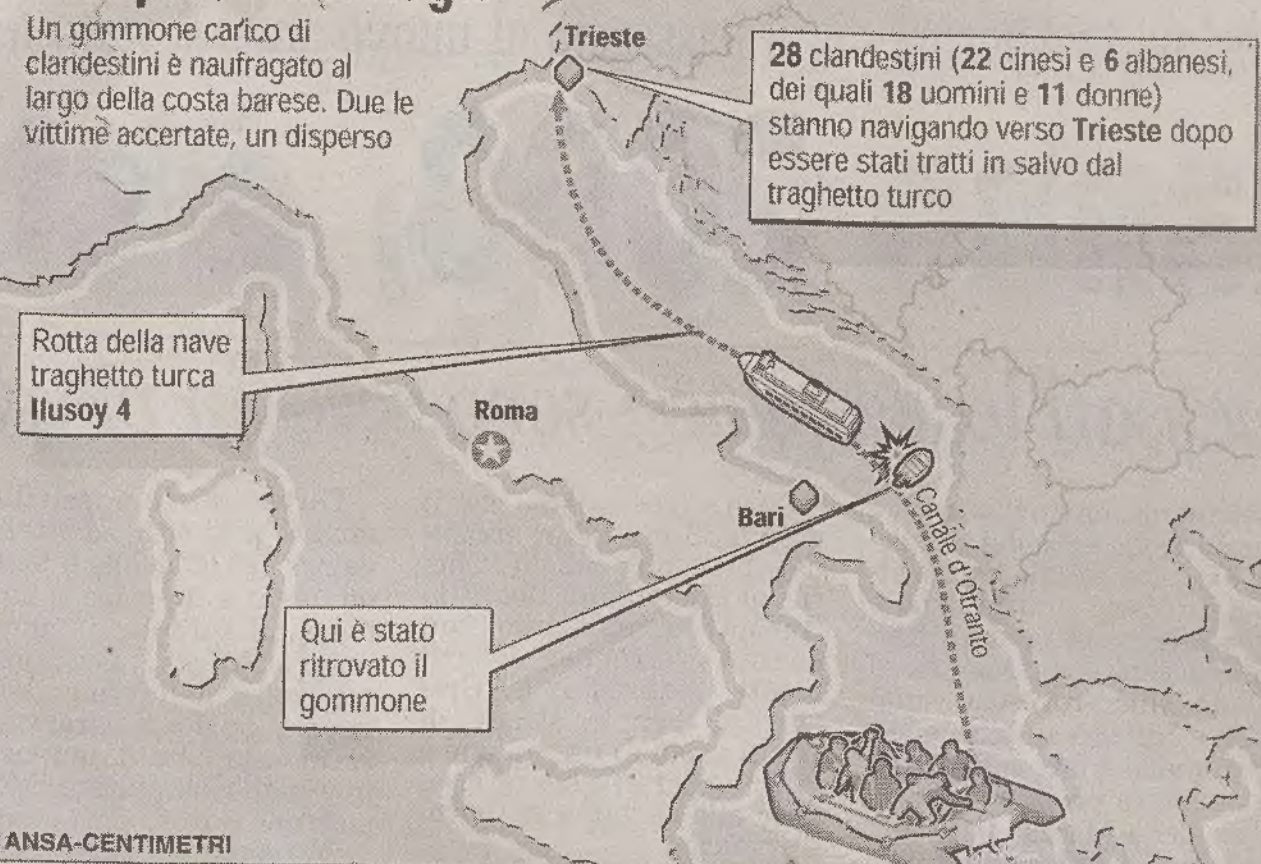 Un gommone carico di
clandestini è naufragato al
largo della costa barese. Due le
vittime accertate, un disperso
Trieste
28 clandestini (22 cinesi e 6 albanesi,
dei quali 18 uomini e 11 donne)
stanno navigando verso Trieste dopo
essere stati tratti in salvo dal
traghetto turco
Rotta della nave
traghetto turca
Ilusoy 4
Roma
Bari
Canale d'Otranto
Qui è stato
ritrovato il
gommone
ANSA-CENTIMETRI